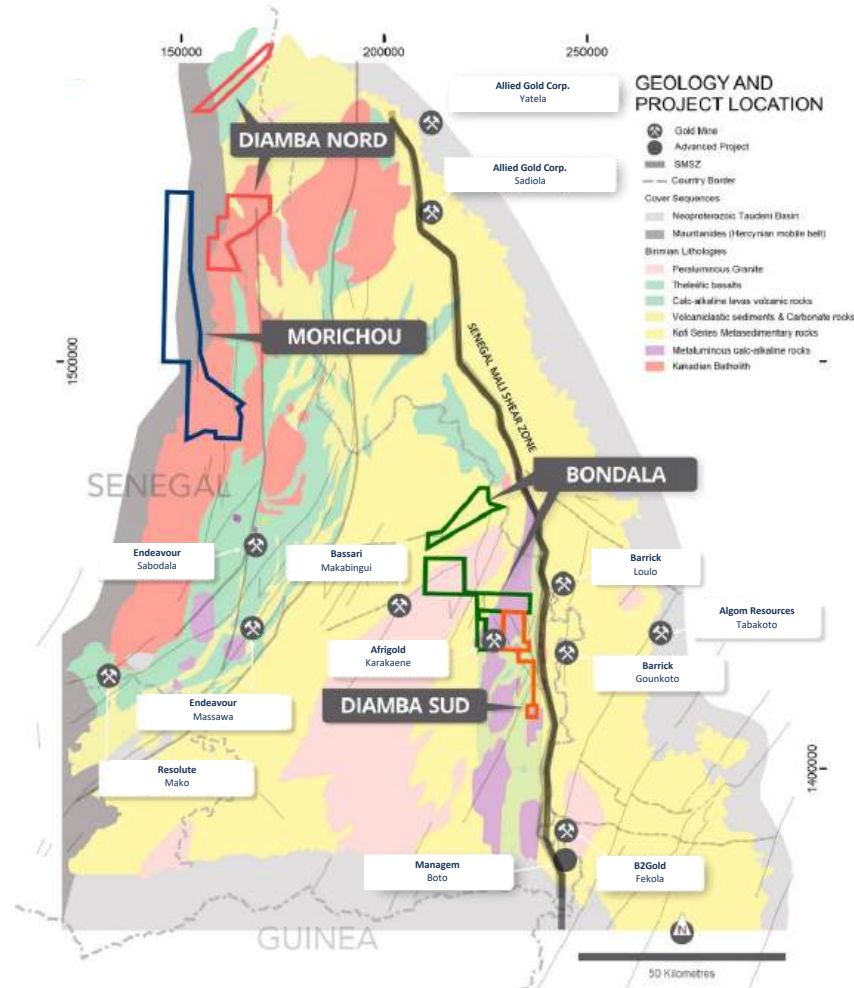 150000
200000
250000
Allied Gold Corp.
Yatela
GEOLOGY AND
PROJECT LOCATION
Gold Mine
Advanced Project
SMSZ
Country Border
Cover Sequences
Neoproterozoic Taudeni Basin
Mauritanides (Hercynian mobile belt)
Birimian Lithologies
Peraluminous Granite
Theleiitic basalts
Calc-alkaline lavas volcanic rocks
Volcaniclastic sediments & Carbonate rocks
Kofi Series Metasedimentary rocks
Metaluminous calc-alkaline rocks
Kakadian Batholith
DIAMBA NORD
Allied Gold Corp.
Sadiola
MORICHOU
1500000
SENEGAL MALI SHEAR ZONE
BONDALA
SENEGAL
Endeavour
Sabodala
Bassari
Makabingui
Barrick
Loulo
Algom Resources
Tabakoto
Afrigold
Karakaene
Barrick
Gounkoto
Endeavour
Massawa
DIAMBA SUD
Resolute
Mako
1400000
Managem
Boto
B2Gold
Fekola
GUINEA
N
50 Kilometres